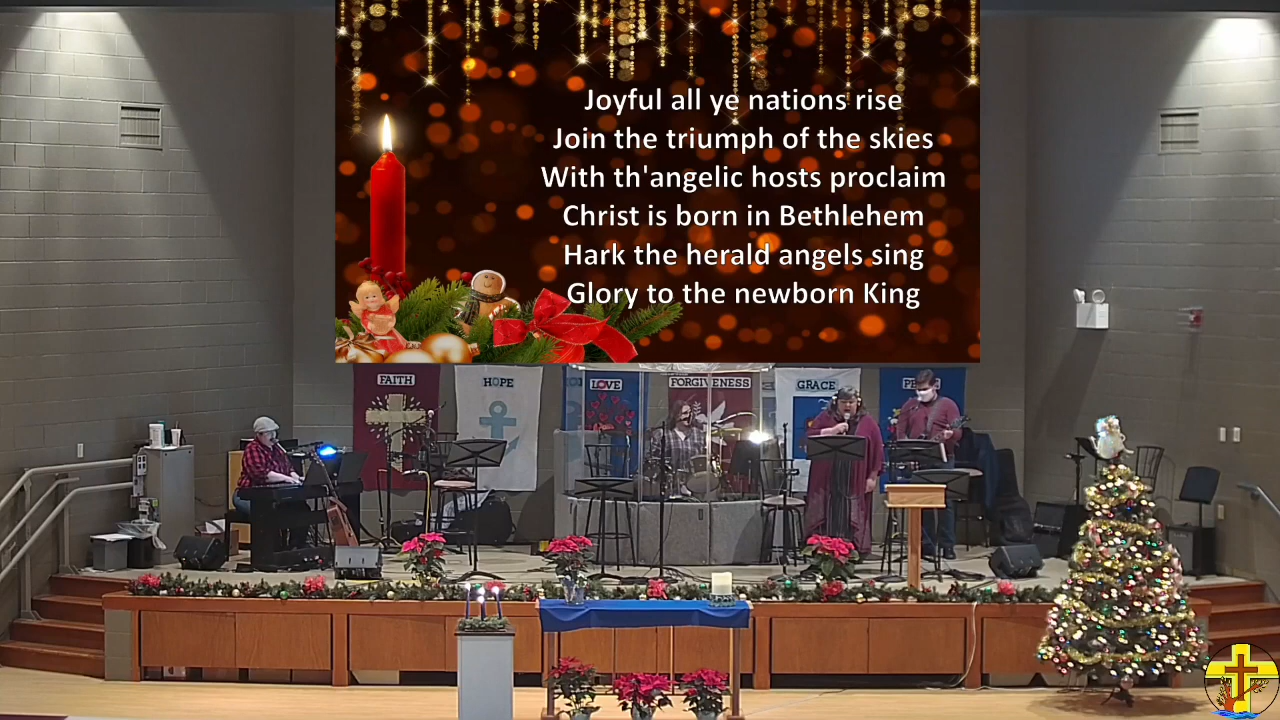 Joyful all ye nations rise
Join the triumph of the skies
With th'angelic hosts proclaim
Christ is born in Bethlehem
Hark the herald angels sing
Glory to the newborn King
FAITH
HOPE
LOVE
FORGIVENESS
GRACE